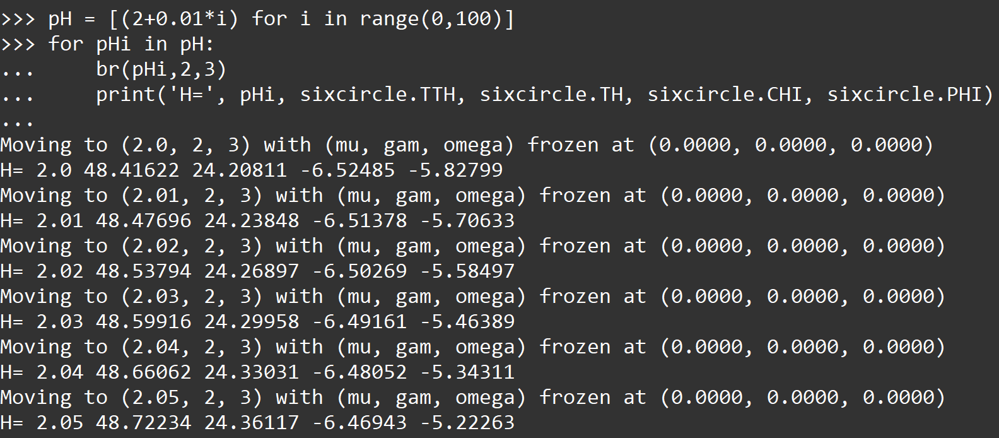 >>> pH = [(2+0.01*i) for i in range(0,100)]
>>> for pHi in pH:
...     br(pHi,2,3)
...     print('H=', pHi, sixcircle.TTH, sixcircle.TH, sixcircle.CHI, sixcircle.PHI)
...
Moving to (2.0, 2, 3) with (mu, gam, omega) frozen at (0.0000, 0.0000, 0.0000)
H= 2.0 48.41622 24.20811 -6.52485 -5.82799
Moving to (2.01, 2, 3) with (mu, gam, omega) frozen at (0.0000, 0.0000, 0.0000)
H= 2.01 48.47696 24.23848 -6.51378 -5.70633
Moving to (2.02, 2, 3) with (mu, gam, omega) frozen at (0.0000, 0.0000, 0.0000)
H= 2.02 48.53794 24.26897 -6.50269 -5.58497
Moving to (2.03, 2, 3) with (mu, gam, omega) frozen at (0.0000, 0.0000, 0.0000)
H= 2.03 48.59916 24.29958 -6.49161 -5.46389
Moving to (2.04, 2, 3) with (mu, gam, omega) frozen at (0.0000, 0.0000, 0.0000)
H= 2.04 48.66062 24.33031 -6.48052 -5.34311
Moving to (2.05, 2, 3) with (mu, gam, omega) frozen at (0.0000, 0.0000, 0.0000)
H= 2.05 48.72234 24.36117 -6.46943 -5.22263